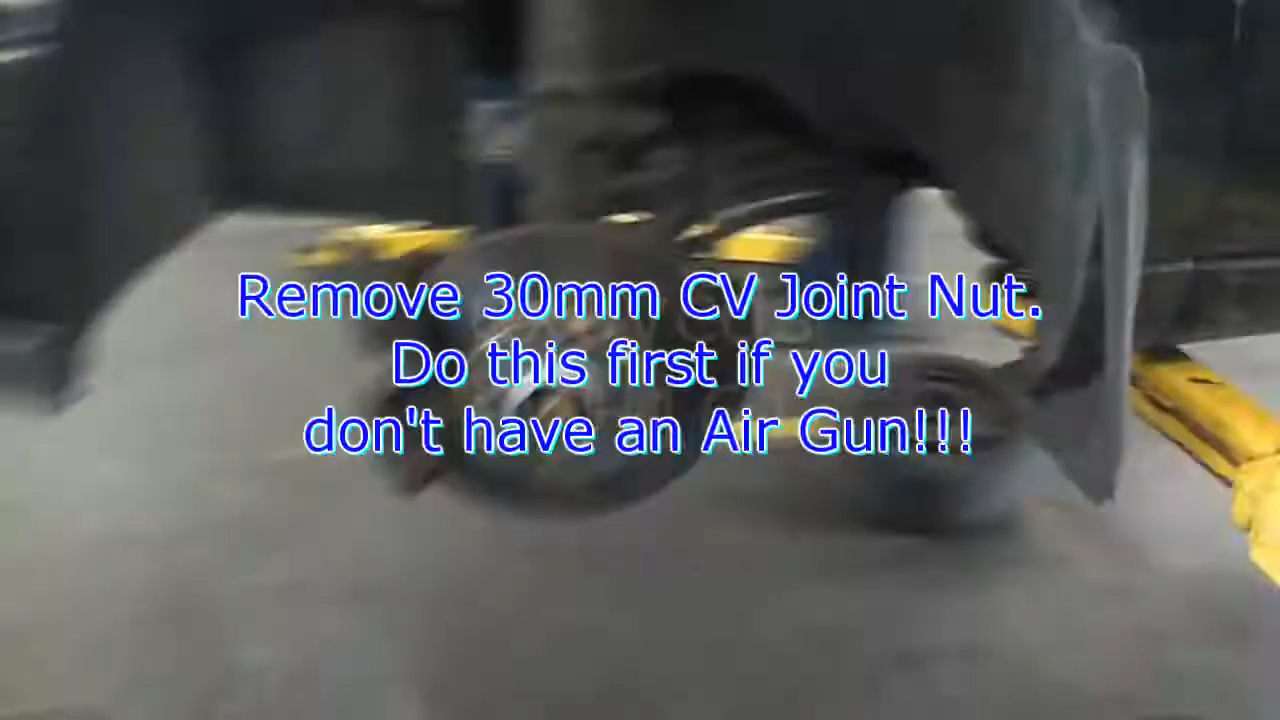 Remove 30mm CV Joint Nut.
Do this first if you
don't have an Air Gun!!!